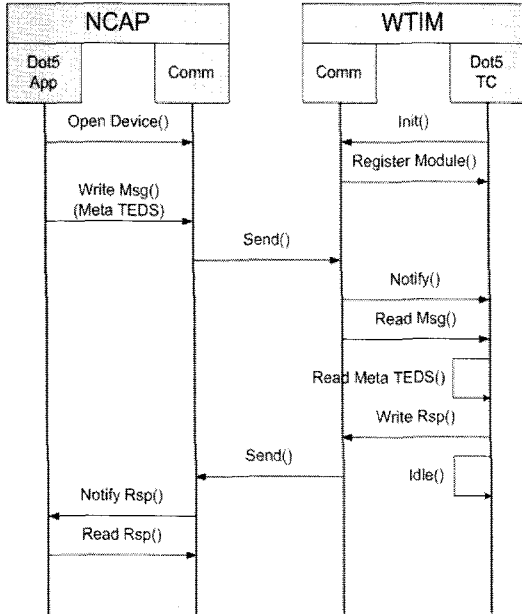 NCAP
WTIM
Dot5
App
Comm
Comm
Dot5
TC
Open Device()
Init()
Register Module()
Write Msg()
(Meta TEDS)
Send()
Notify()
Read Msg()
Read Meta TEDS()
Write Rsp()
Send()
Idle()
Notify Rsp()
Read Rsp()